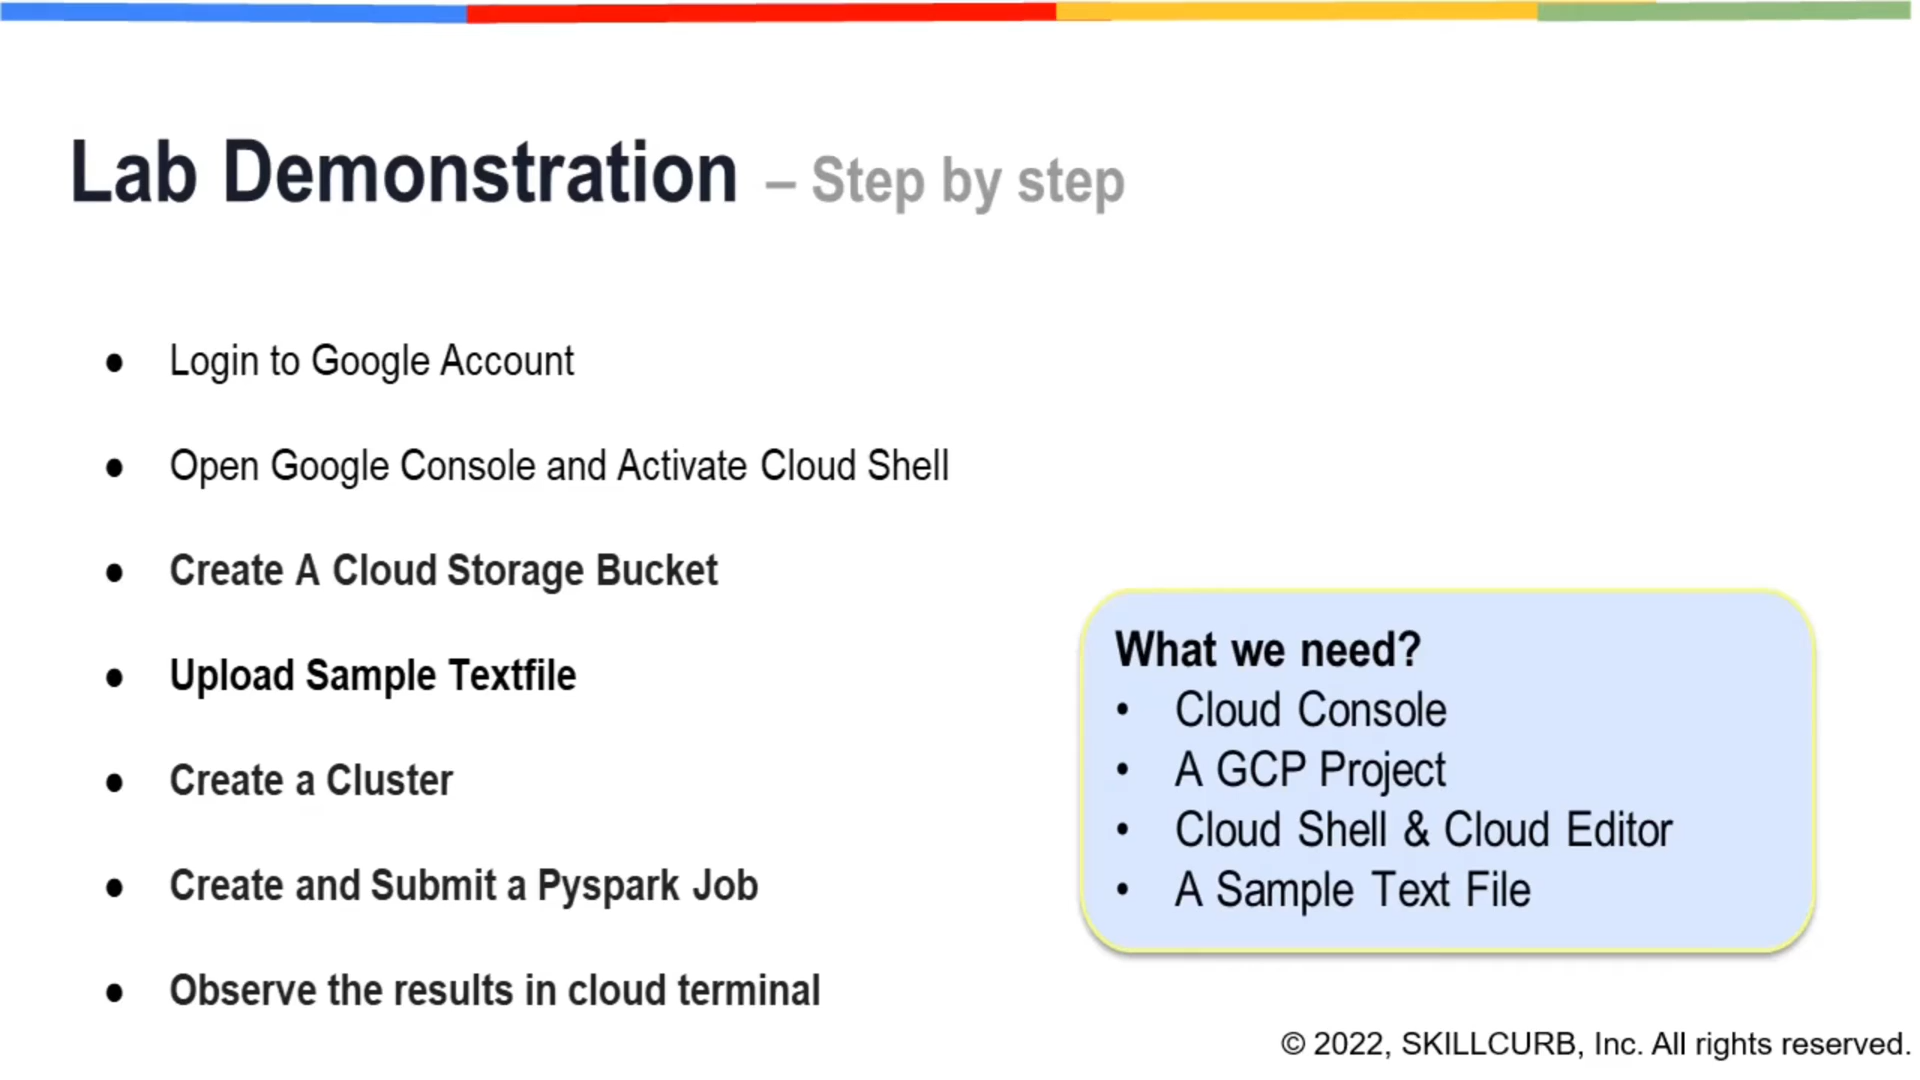 Lab Demonstration – Step by step
● Login to Google Account
● Open Google Console and Activate Cloud Shell
● Create A Cloud Storage Bucket
● Upload Sample Textfile
● Create a Cluster
● Create and Submit a Pyspark Job
● Observe the results in cloud terminal
What we need?
• Cloud Console
• A GCP Project
• Cloud Shell & Cloud Editor
• A Sample Text File
© 2022, SKILLCURB, Inc. All rights reserved.